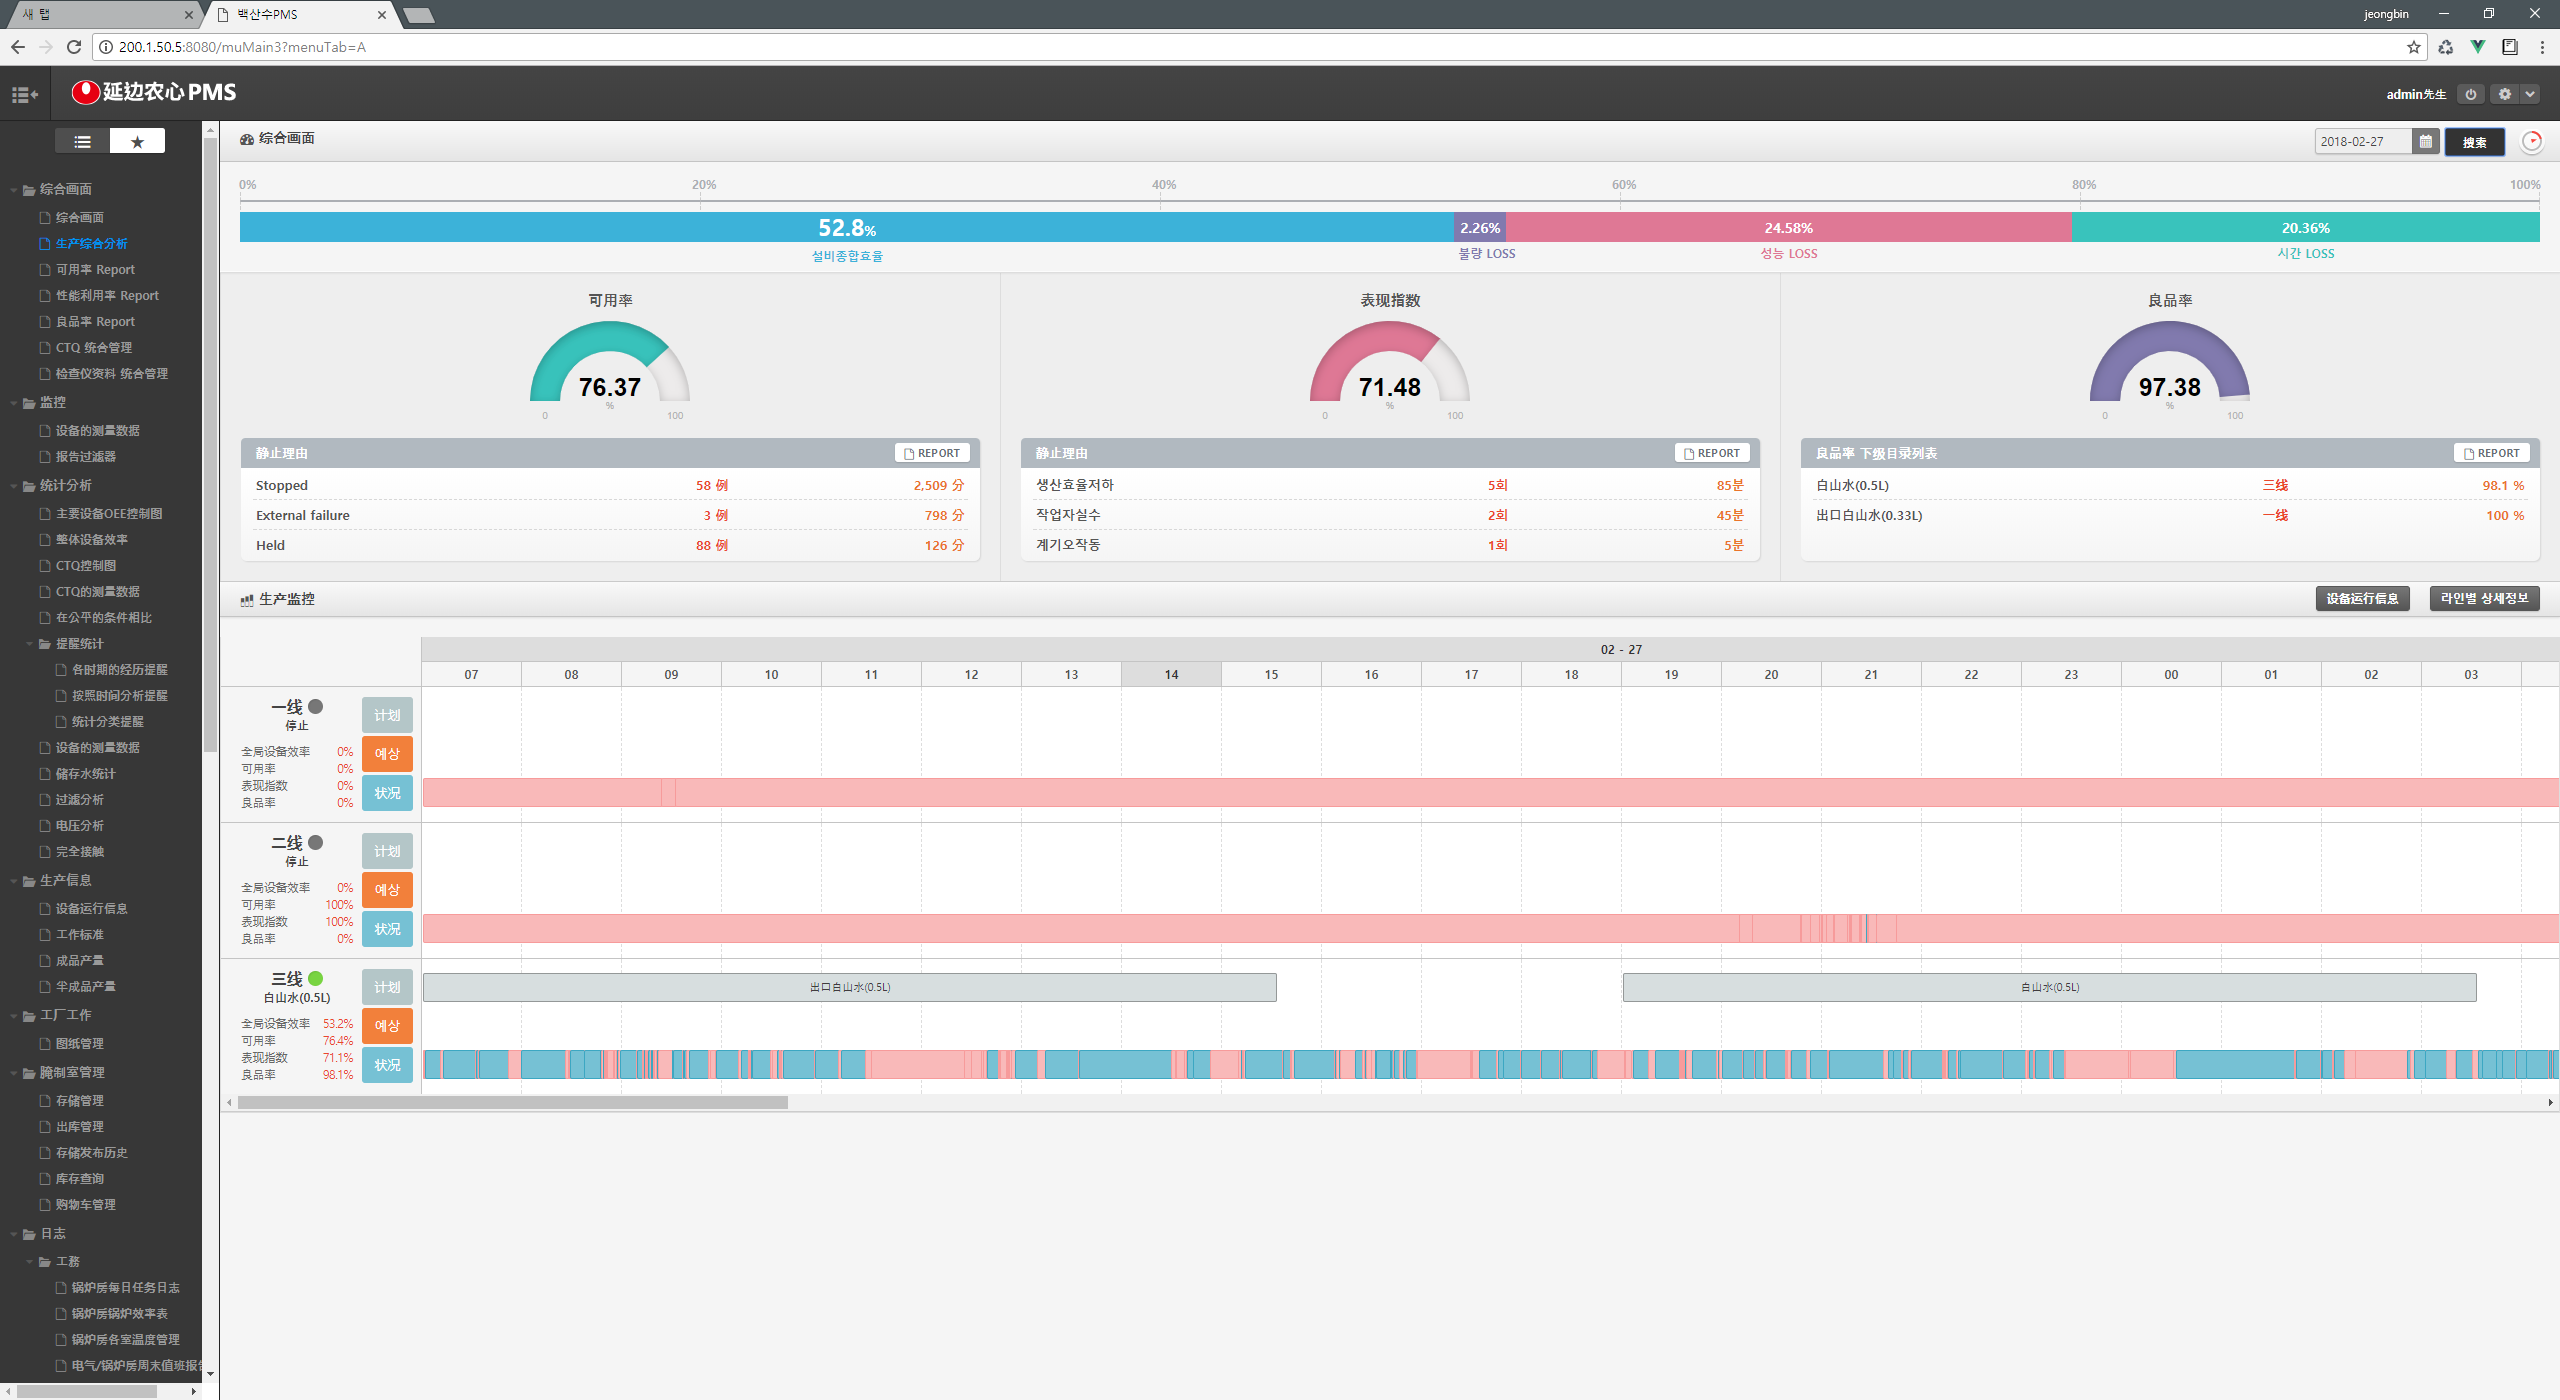 새 탭
백산수PMS
jeongbin
200.1.50.5:8080/muMain3?menuTab=A
延边农心 PMS
admin先生
综合画面
综合画面
生产综合分析
可用率 Report
性能利用率 Report
良品率 Report
CTQ 统合管理
检查仪资料 统合管理
监控
设备的测量数据
报告过滤器
统计分析
主要设备OEE控制图
整体设备效率
CTQ控制图
CTQ的测量数据
在公平的条件相比
提醒统计
各时期的经历提醒
按照时间分析提醒
统计分类提醒
设备的测量数据
储存水统计
过滤分析
电压分析
完全接触
生产信息
设备运行信息
工作标准
成品产量
半成品产量
工厂工作
图纸管理
腌制室管理
存储管理
出库管理
存储发布历史
库存查询
购物车管理
日志
工務
锅炉房每日任务日志
锅炉房锅炉效率表
锅炉房各室温度管理
电气/锅炉房周末值班报告
综合画面
2018-02-27
搜索
0% 20% 40% 60% 80% 100%
52.8% 2.26% 24.58% 20.36%
설비종합효율 불량 LOSS 성능 LOSS 시간 LOSS
可用率
76.37
%
0 100
静止理由 REPORT
Stopped 58 例 2,509 分
External failure 3 例 798 分
Held 88 例 126 分
表现指数
71.48
%
0 100
静止理由 REPORT
생산효율저하 5회 85분
작업자실수 2회 45분
계기오작동 1회 5분
良品率
97.38
%
0 100
良品率 下级目录列表 REPORT
白山水(0.5L) 三线 98.1 %
出口白山水(0.33L) 一线 100 %
生产监控
设备运行信息 라인별 상세정보
02 - 27
07 08 09 10 11 12 13 14 15 16 17 18 19 20 21 22 23 00 01 02 03
一线
停止
全局设备效率 0%
可用率 0%
表现指数 0%
良品率 0%
计划
예상
状况
二线
停止
全局设备效率 0%
可用率 100%
表现指数 100%
良品率 0%
计划
예상
状况
三线
白山水(0.5L)
全局设备效率 53.2%
可用率 76.4%
表现指数 71.1%
良品率 98.1%
计划
예상
状况
出口白山水(0.5L)
白山水(0.5L)